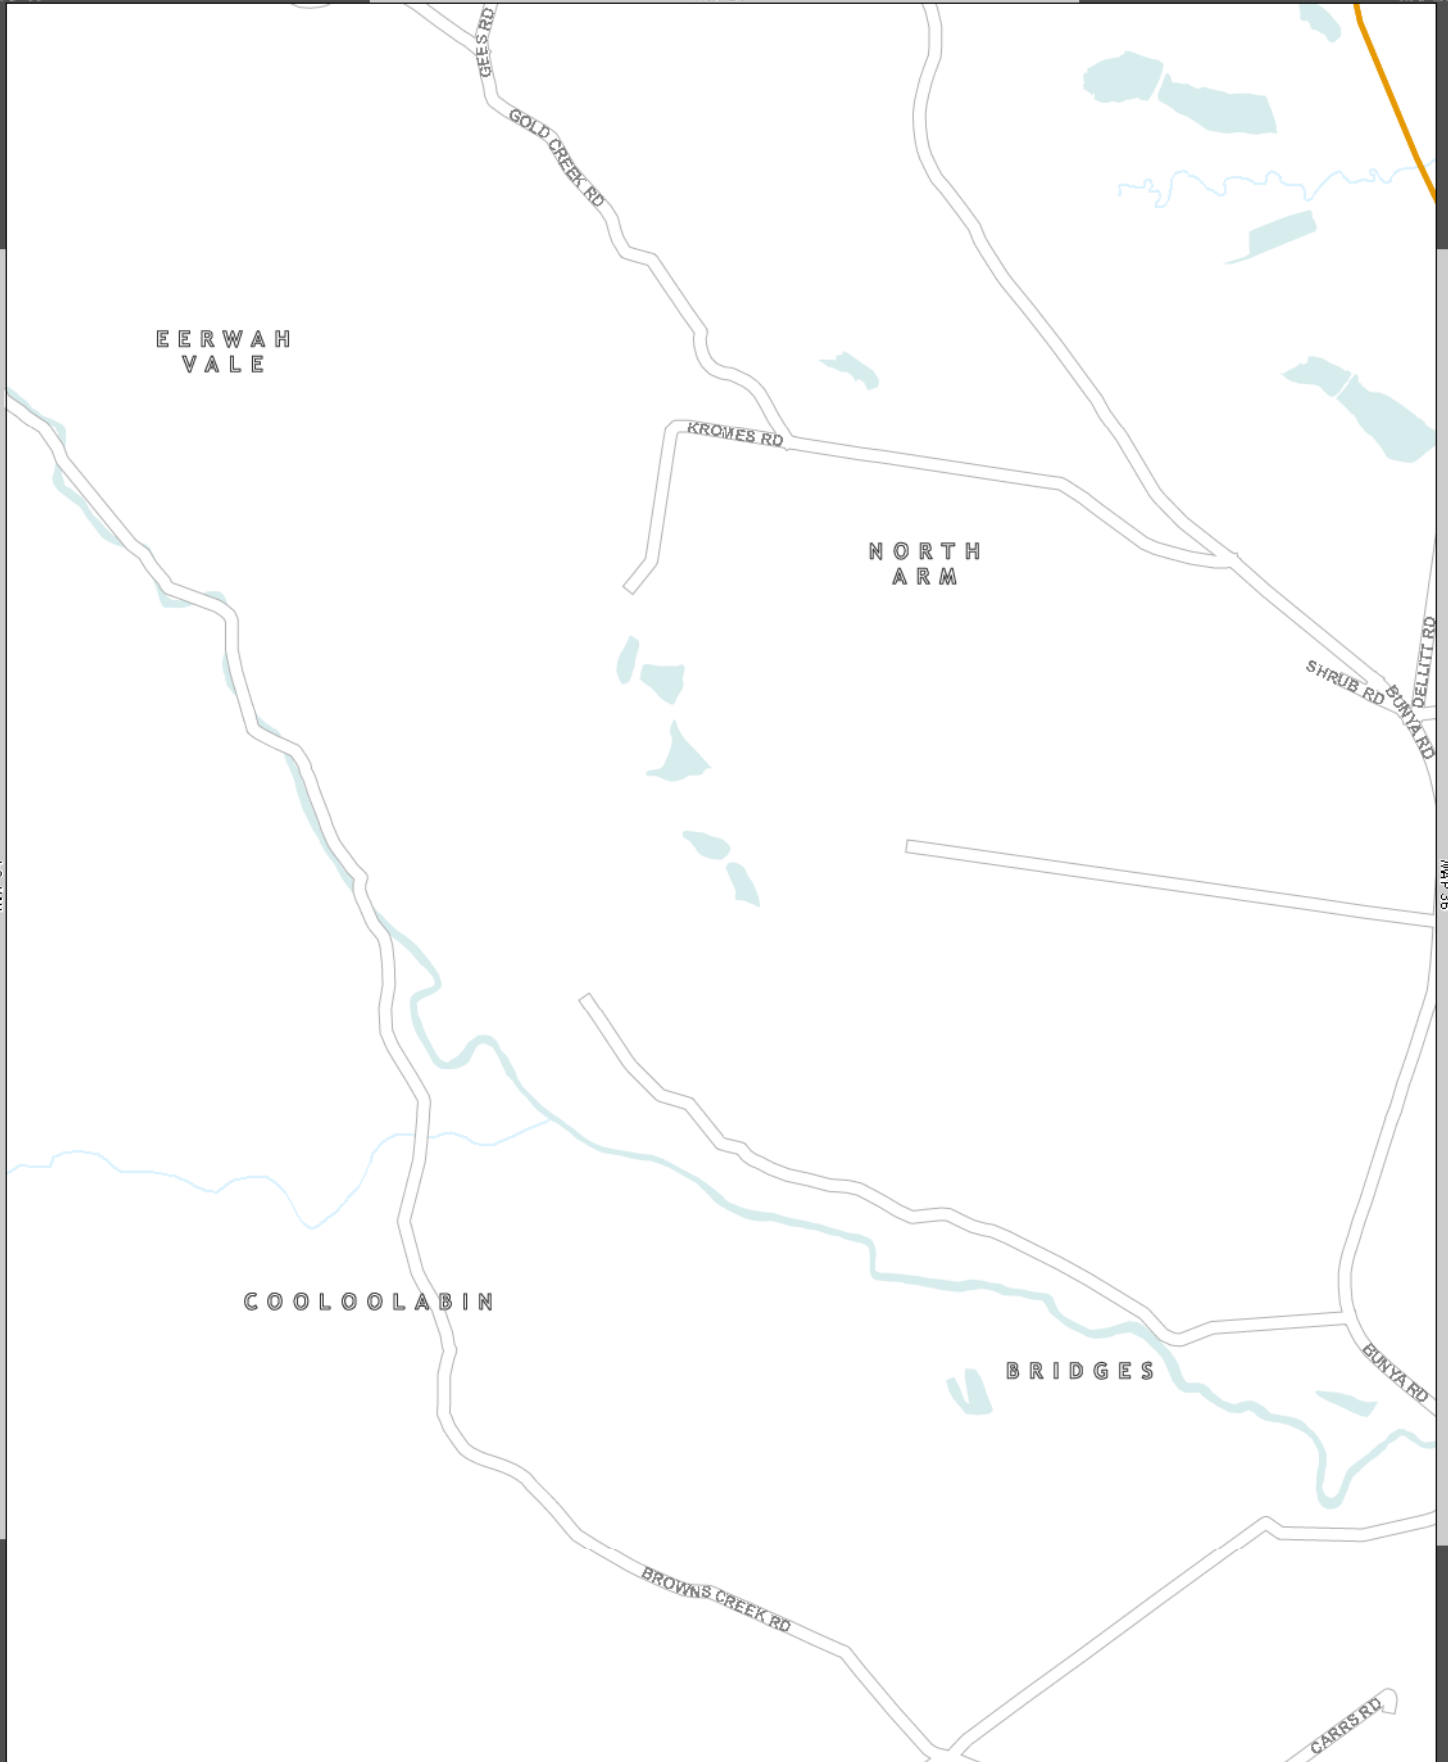 GEES RD
GOLD CREEK RD
EERWAH
VALE
KROMES RD
NORTH
ARM
DELLITT RD
SHRUB RD
BUNYA RD
COOLOOLABIN
BRIDGES
BUNYA RD
BROWNS CREEK RD
CARRS RD